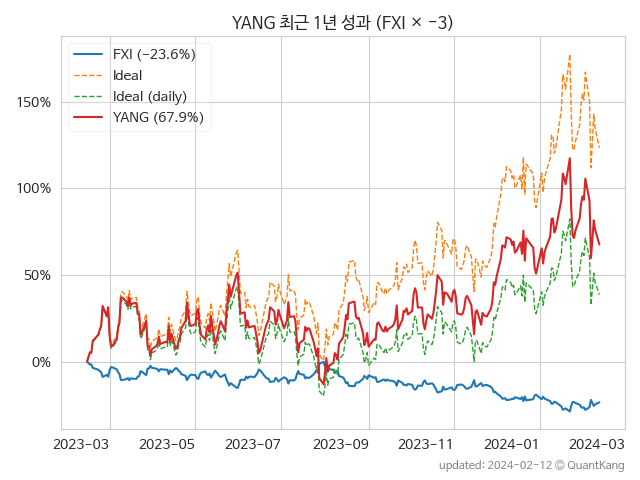 YANG 최근 1년 성과 (FXI × -3)
FXI (-23.6%)
Ideal
Ideal (daily)
YANG (67.9%)
150%
100%
50%
0%
2023-03 2023-05 2023-07 2023-09 2023-11 2024-01 2024-03
updated: 2024-02-12 © QuantKang